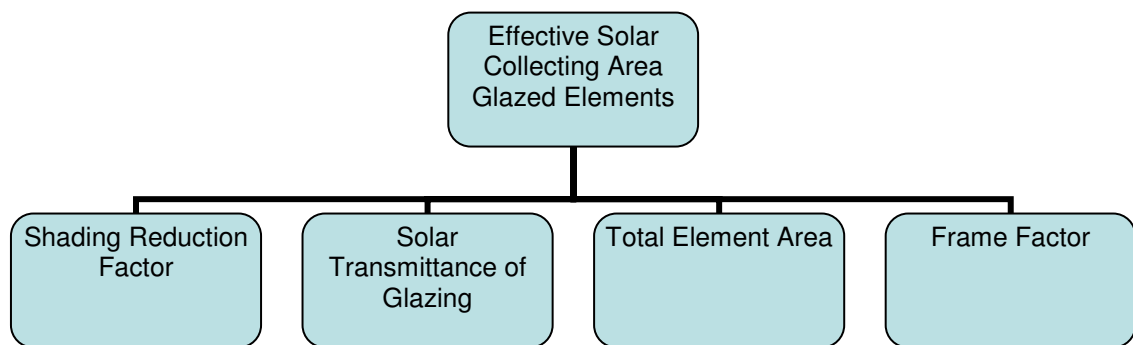 Effective Solar
Collecting Area
Glazed Elements
Shading Reduction
Factor
Solar
Transmittance of
Glazing
Total Element Area
Frame Factor